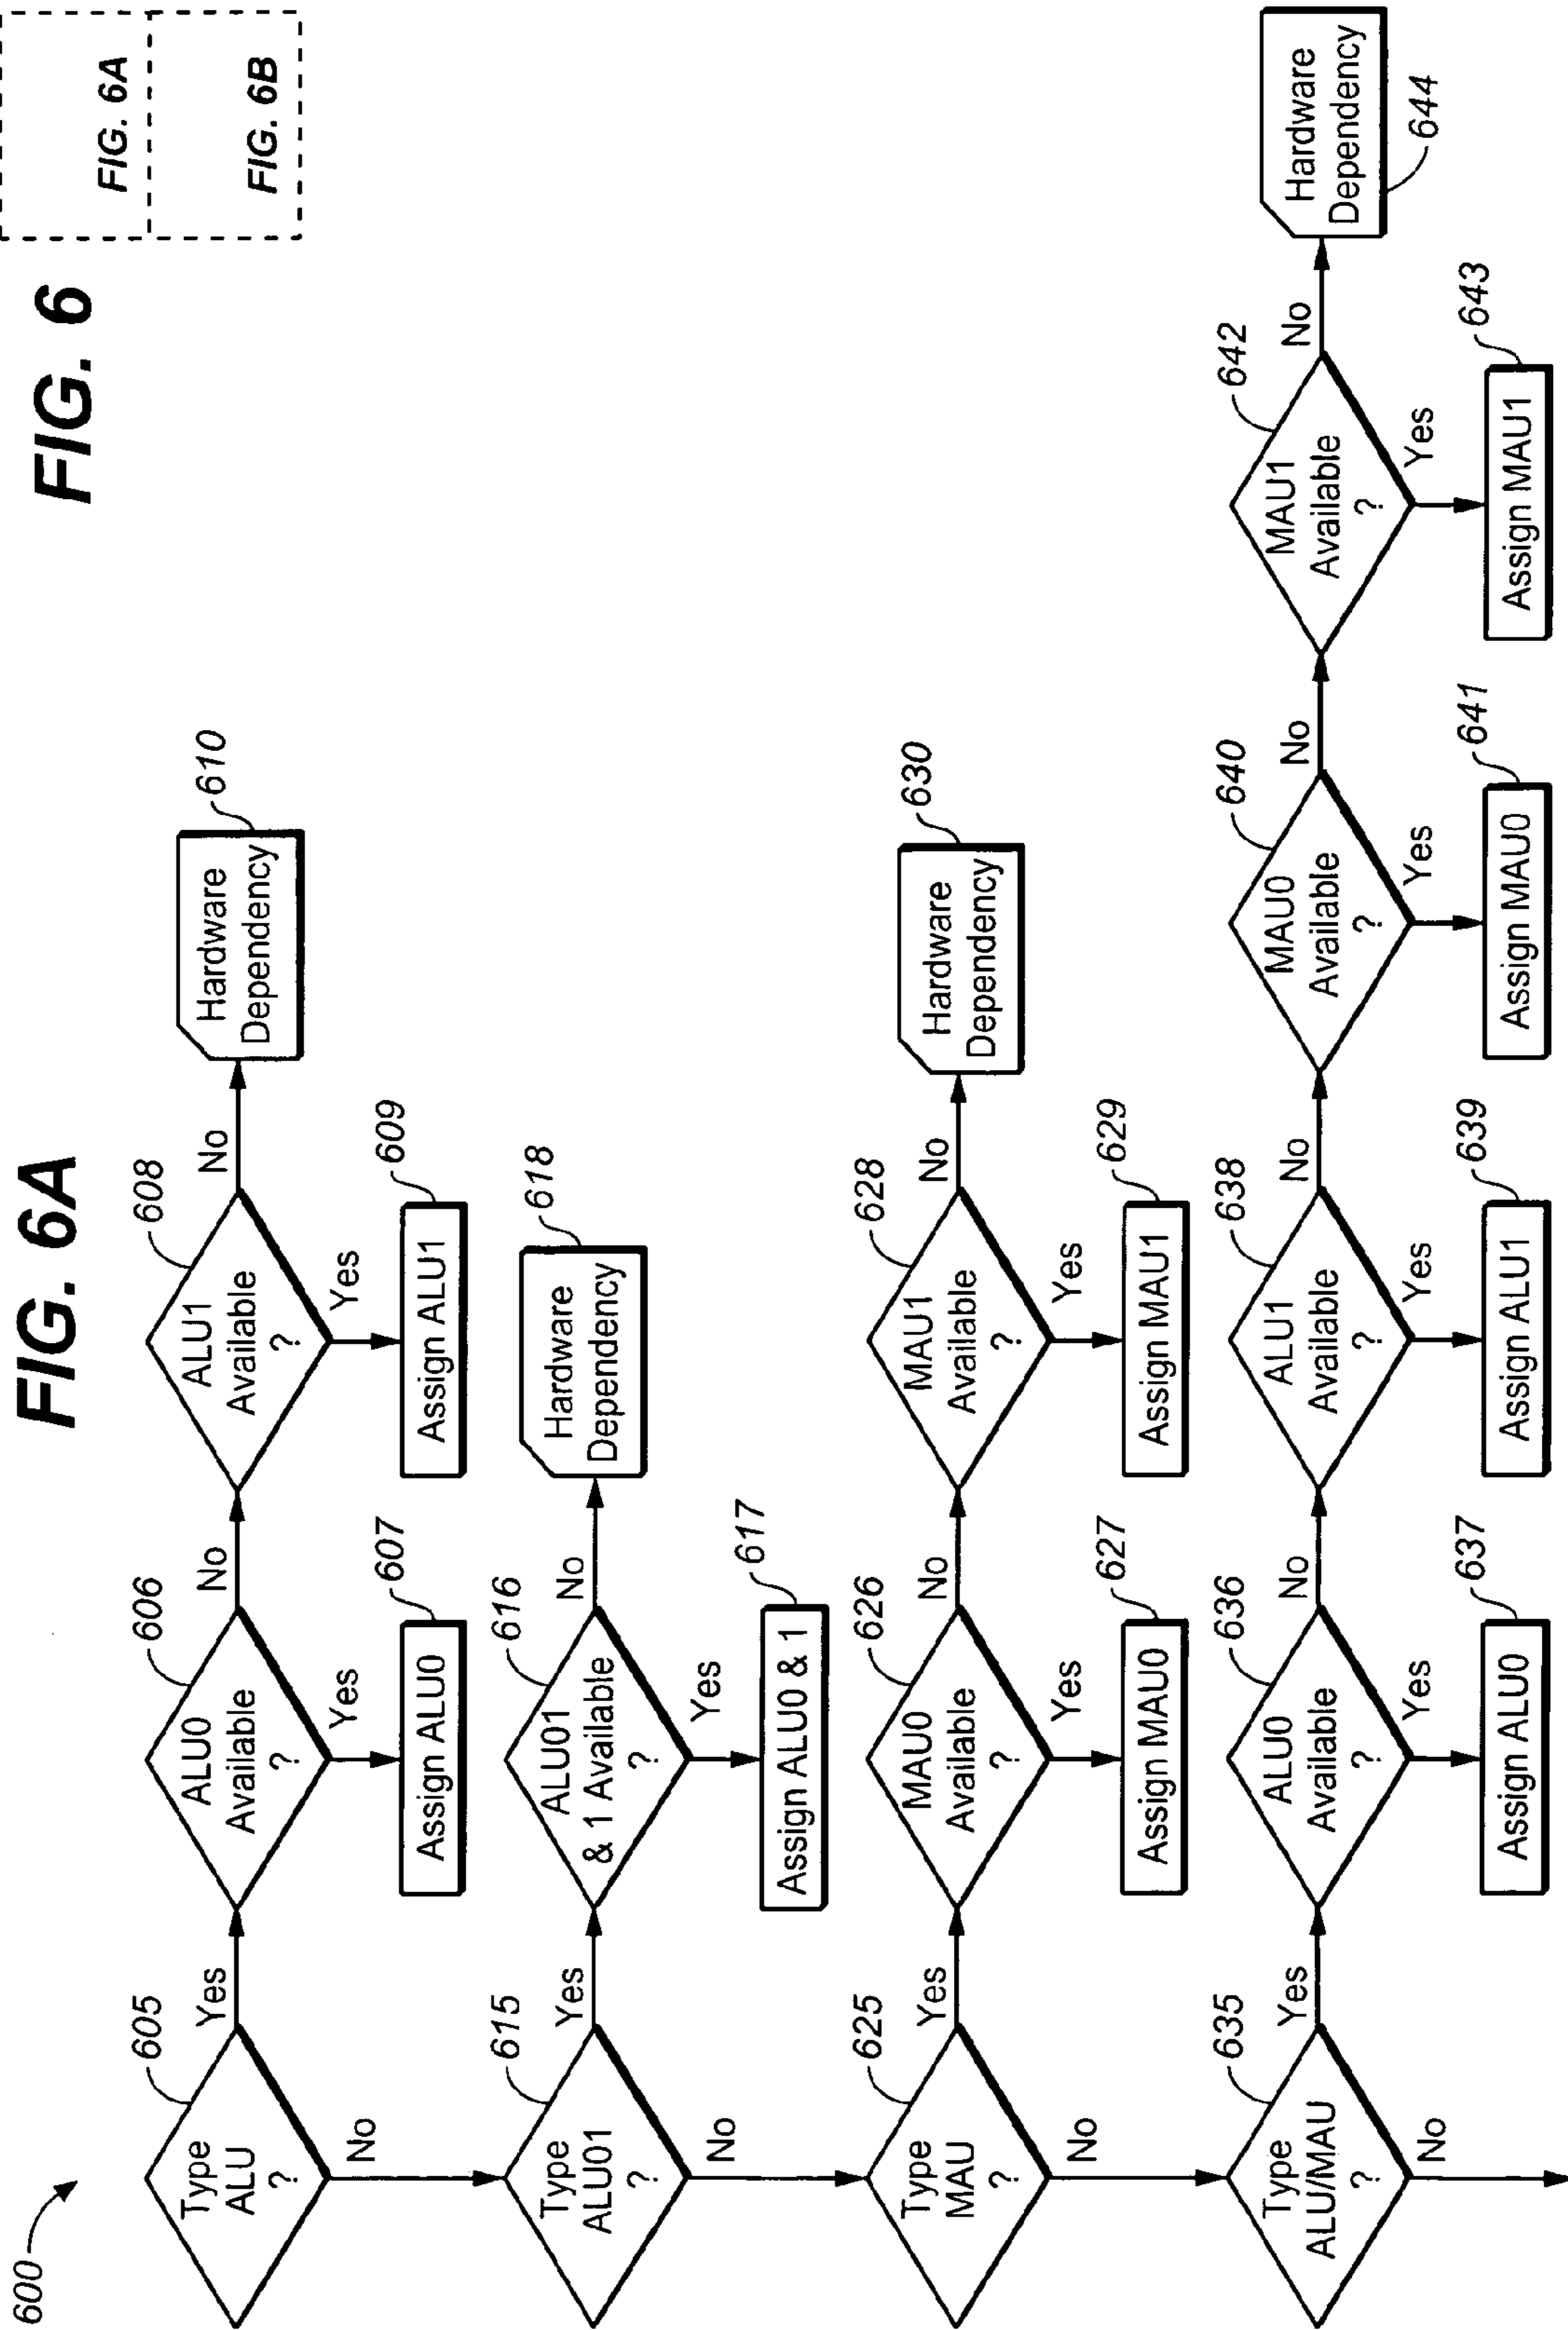 FIG. 6A
FIG. 6
FIG. 6A
FIG. 6B
600
Type
ALU
?
605
Yes
No
ALU0
Available
?
606
No
Yes
Assign ALU0
607
ALU1
Available
?
608
No
Yes
Assign ALU1
609
Hardware
Dependency
610
Type
ALU01
?
615
Yes
No
ALU01
& 1 Available
?
616
No
Yes
Assign ALU0 & 1
617
Hardware
Dependency
618
Type
MAU
?
625
Yes
No
MAU0
Available
?
626
No
Yes
Assign MAU0
627
MAU1
Available
?
628
No
Yes
Assign MAU1
629
Hardware
Dependency
630
Type
ALU/MAU
?
635
Yes
No
ALU0
Available
?
636
No
Yes
Assign ALU0
637
ALU1
Available
?
638
No
Yes
Assign ALU1
639
MAU0
Available
?
640
No
Yes
Assign MAU0
641
MAU1
Available
?
642
No
Yes
Assign MAU1
643
Hardware
Dependency
644